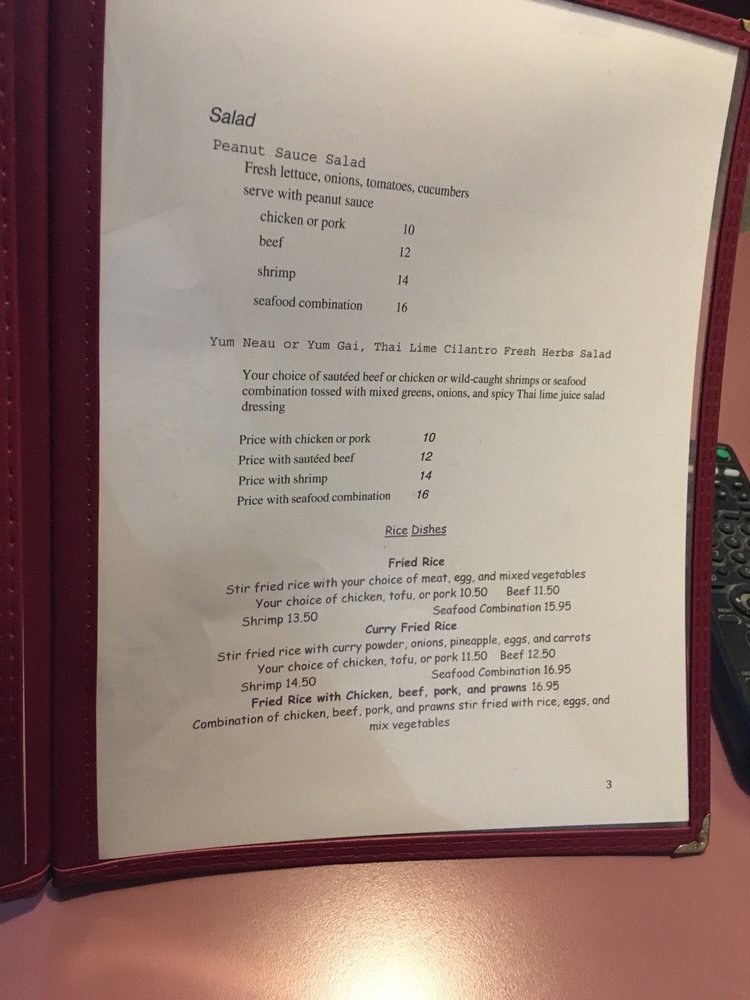 Salad
Peanut Sauce Salad
Fresh lettuce, onions, tomatoes, cucumbers
serve with peanut sauce
chicken or pork 10
beef 12
shrimp 14
seafood combination 16
Yum Neau or Yum Gai, Thai Lime Cilantro Fresh Herbs Salad
Your choice of sautéed beef or chicken or wild-caught shrimps or seafood
combination tossed with mixed greens, onions, and spicy Thai lime juice salad
dressing
Price with chicken or pork 10
Price with sautéed beef 12
Price with shrimp 14
Price with seafood combination 16
Rice Dishes
Fried Rice
Stir fried rice with your choice of meat, egg, and mixed vegetables
Your choice of chicken, tofu, or pork 10.50 Beef 11.50
Shrimp 13.50 Seafood Combination 15.95
Curry Fried Rice
Stir fried rice with curry powder, onions, pineapple, eggs, and carrots
Your choice of chicken, tofu, or pork 11.50 Beef 12.50
Shrimp 14.50 Seafood Combination 16.95
Fried Rice with Chicken, beef, pork, and prawns 16.95
Combination of chicken, beef, pork, and prawns stir fried with rice, eggs, and
mix vegetables
3